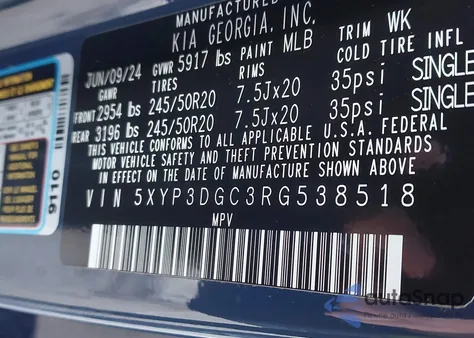 MANUFACTURED
KIA GEORGIA, INC.
JUN/09/24 GVWR 5917 lbs PAINT MLB TRIM WK
GAWR TIRES RIMS COLD TIRE INFL
FRONT 2954 lbs 245/50R20 7.5Jx20 35psi SINGLE
REAR 3196 lbs 245/50R20 7.5Jx20 35psi SINGLE
THIS VEHICLE CONFORMS TO ALL APPLICABLE U.S.A. FEDERAL
MOTOR VEHICLE SAFETY AND THEFT PREVENTION STANDARDS
IN EFFECT ON THE DATE OF MANUFACTURE SHOWN ABOVE
VIN 5XYP3DGC3RG538518
MPV
9110
autoSnap